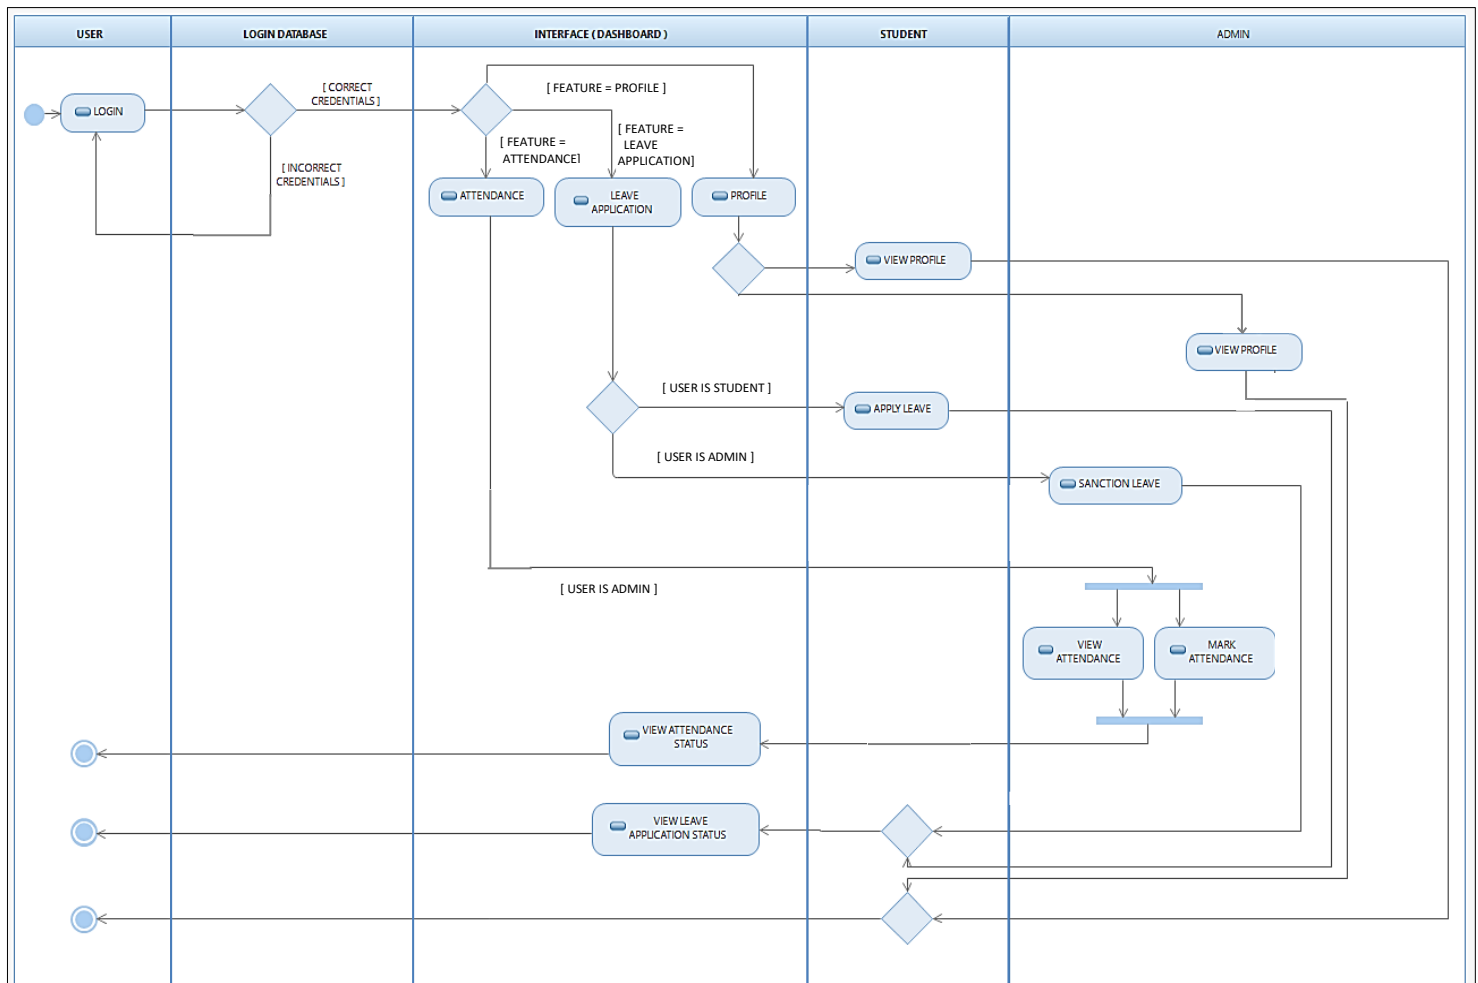 USER
LOGIN DATABASE
INTERFACE ( DASHBOARD )
STUDENT
ADMIN
LOGIN
[ CORRECT
CREDENTIALS ]
[ INCORRECT
CREDENTIALS ]
[ FEATURE = PROFILE ]
[ FEATURE =
LEAVE
APPLICATION]
[ FEATURE =
ATTENDANCE]
ATTENDANCE
LEAVE
APPLICATION
PROFILE
VIEW PROFILE
VIEW PROFILE
[ USER IS STUDENT ]
APPLY LEAVE
[ USER IS ADMIN ]
SANCTION LEAVE
[ USER IS ADMIN ]
VIEW
ATTENDANCE
MARK
ATTENDANCE
VIEW ATTENDANCE
STATUS
VIEW LEAVE
APPLICATION STATUS